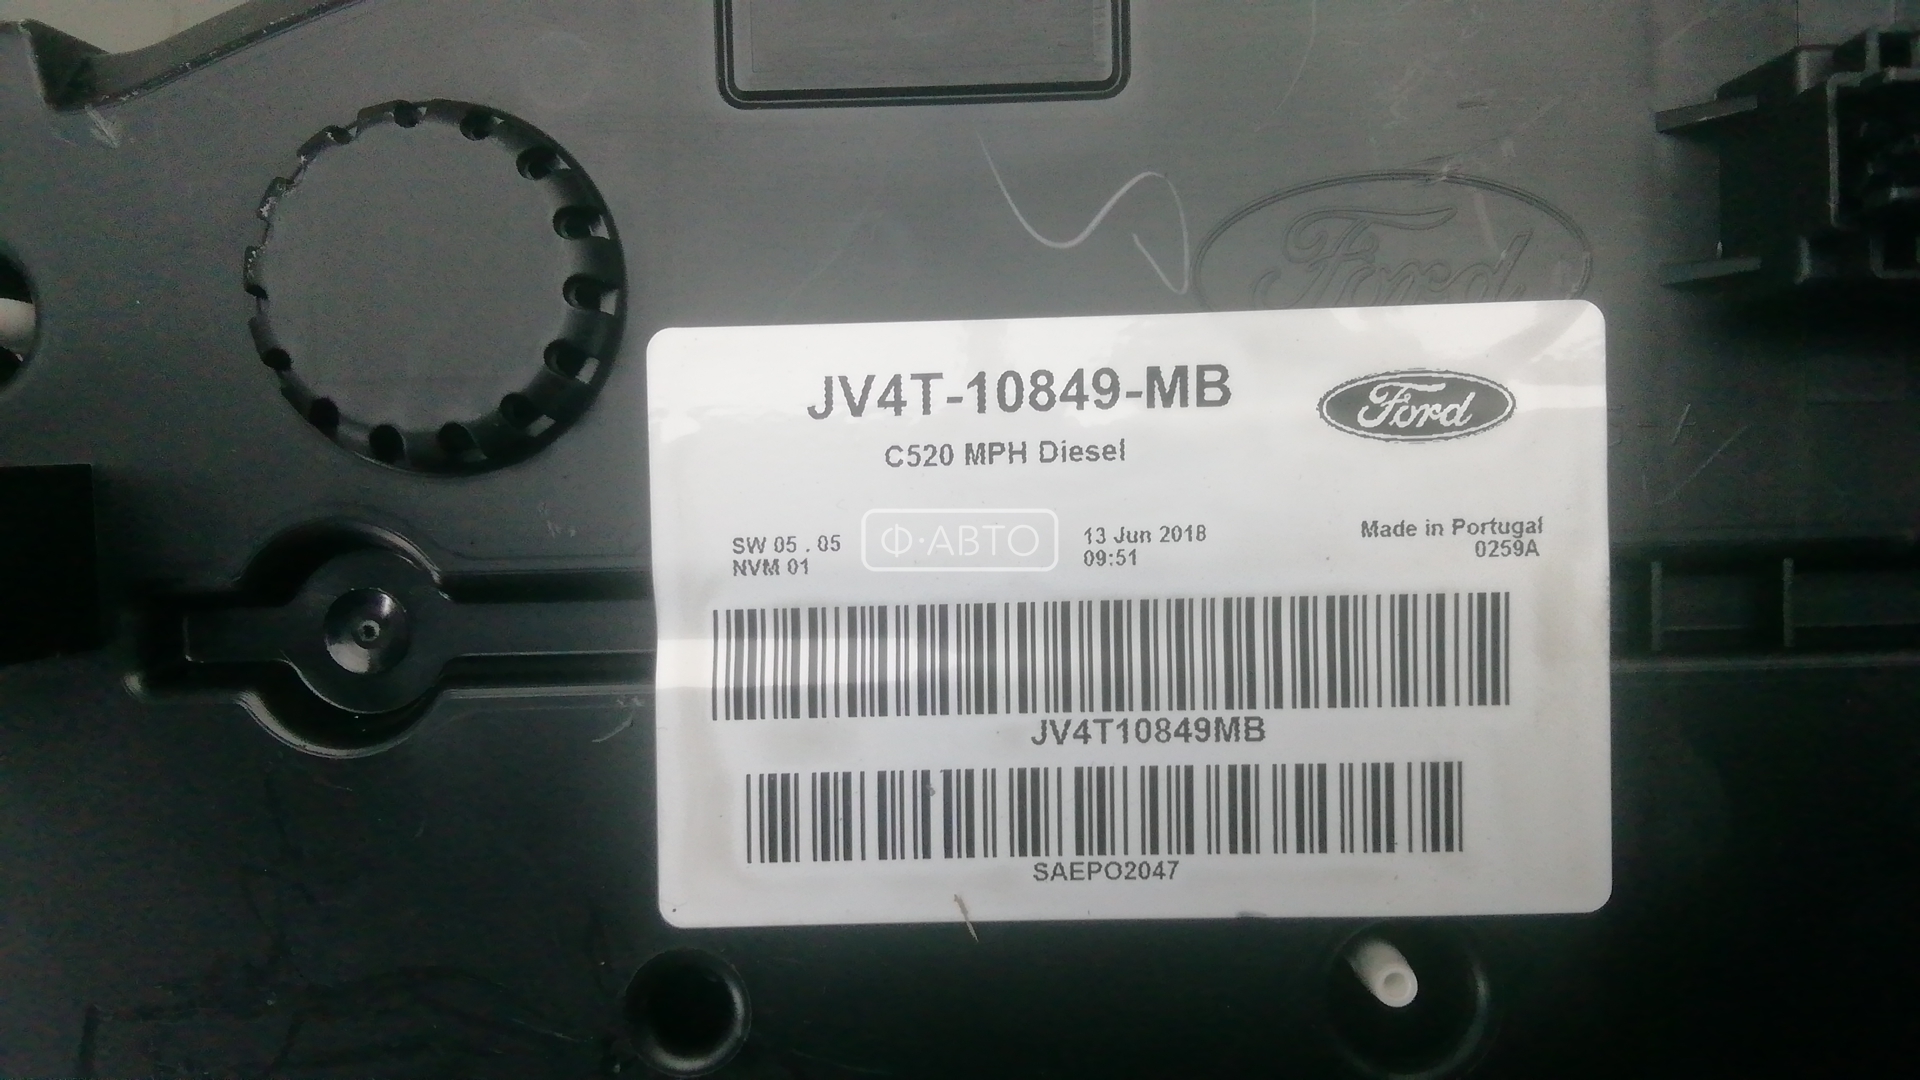 Ford
JV4T-10849-MB
Ford
C520 MPH Diesel
SW 05 . 05
NVM 01
Ф·АВТО
13 Jun 2018
09:51
Made in Portugal
0259A
JV4T10849MB
SAEPO2047